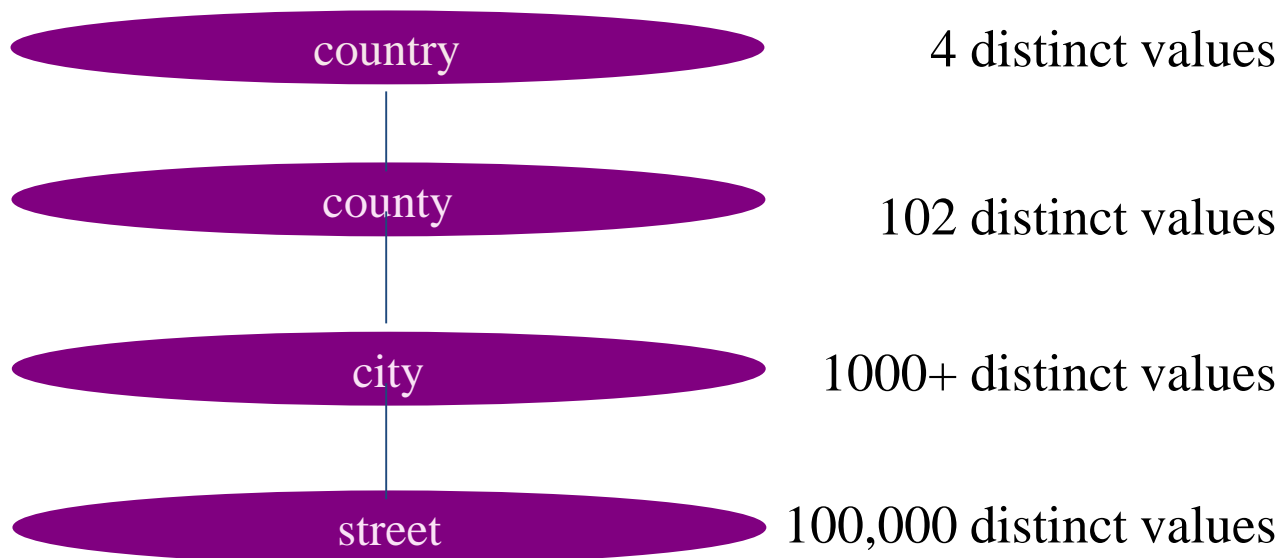 country
4 distinct values
county
102 distinct values
city
1000+ distinct values
street
100,000 distinct values